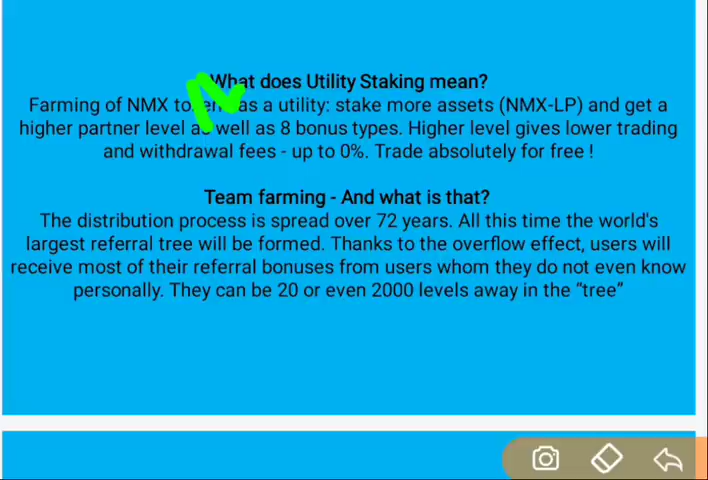 What does Utility Staking mean?
Farming of NMX token as a utility: stake more assets (NMX-LP) and get a
higher partner level as well as 8 bonus types. Higher level gives lower trading
and withdrawal fees - up to 0%. Trade absolutely for free !
Team farming - And what is that?
The distribution process is spread over 72 years. All this time the world's
largest referral tree will be formed. Thanks to the overflow effect, users will
receive most of their referral bonuses from users whom they do not even know
personally. They can be 20 or even 2000 levels away in the “tree”